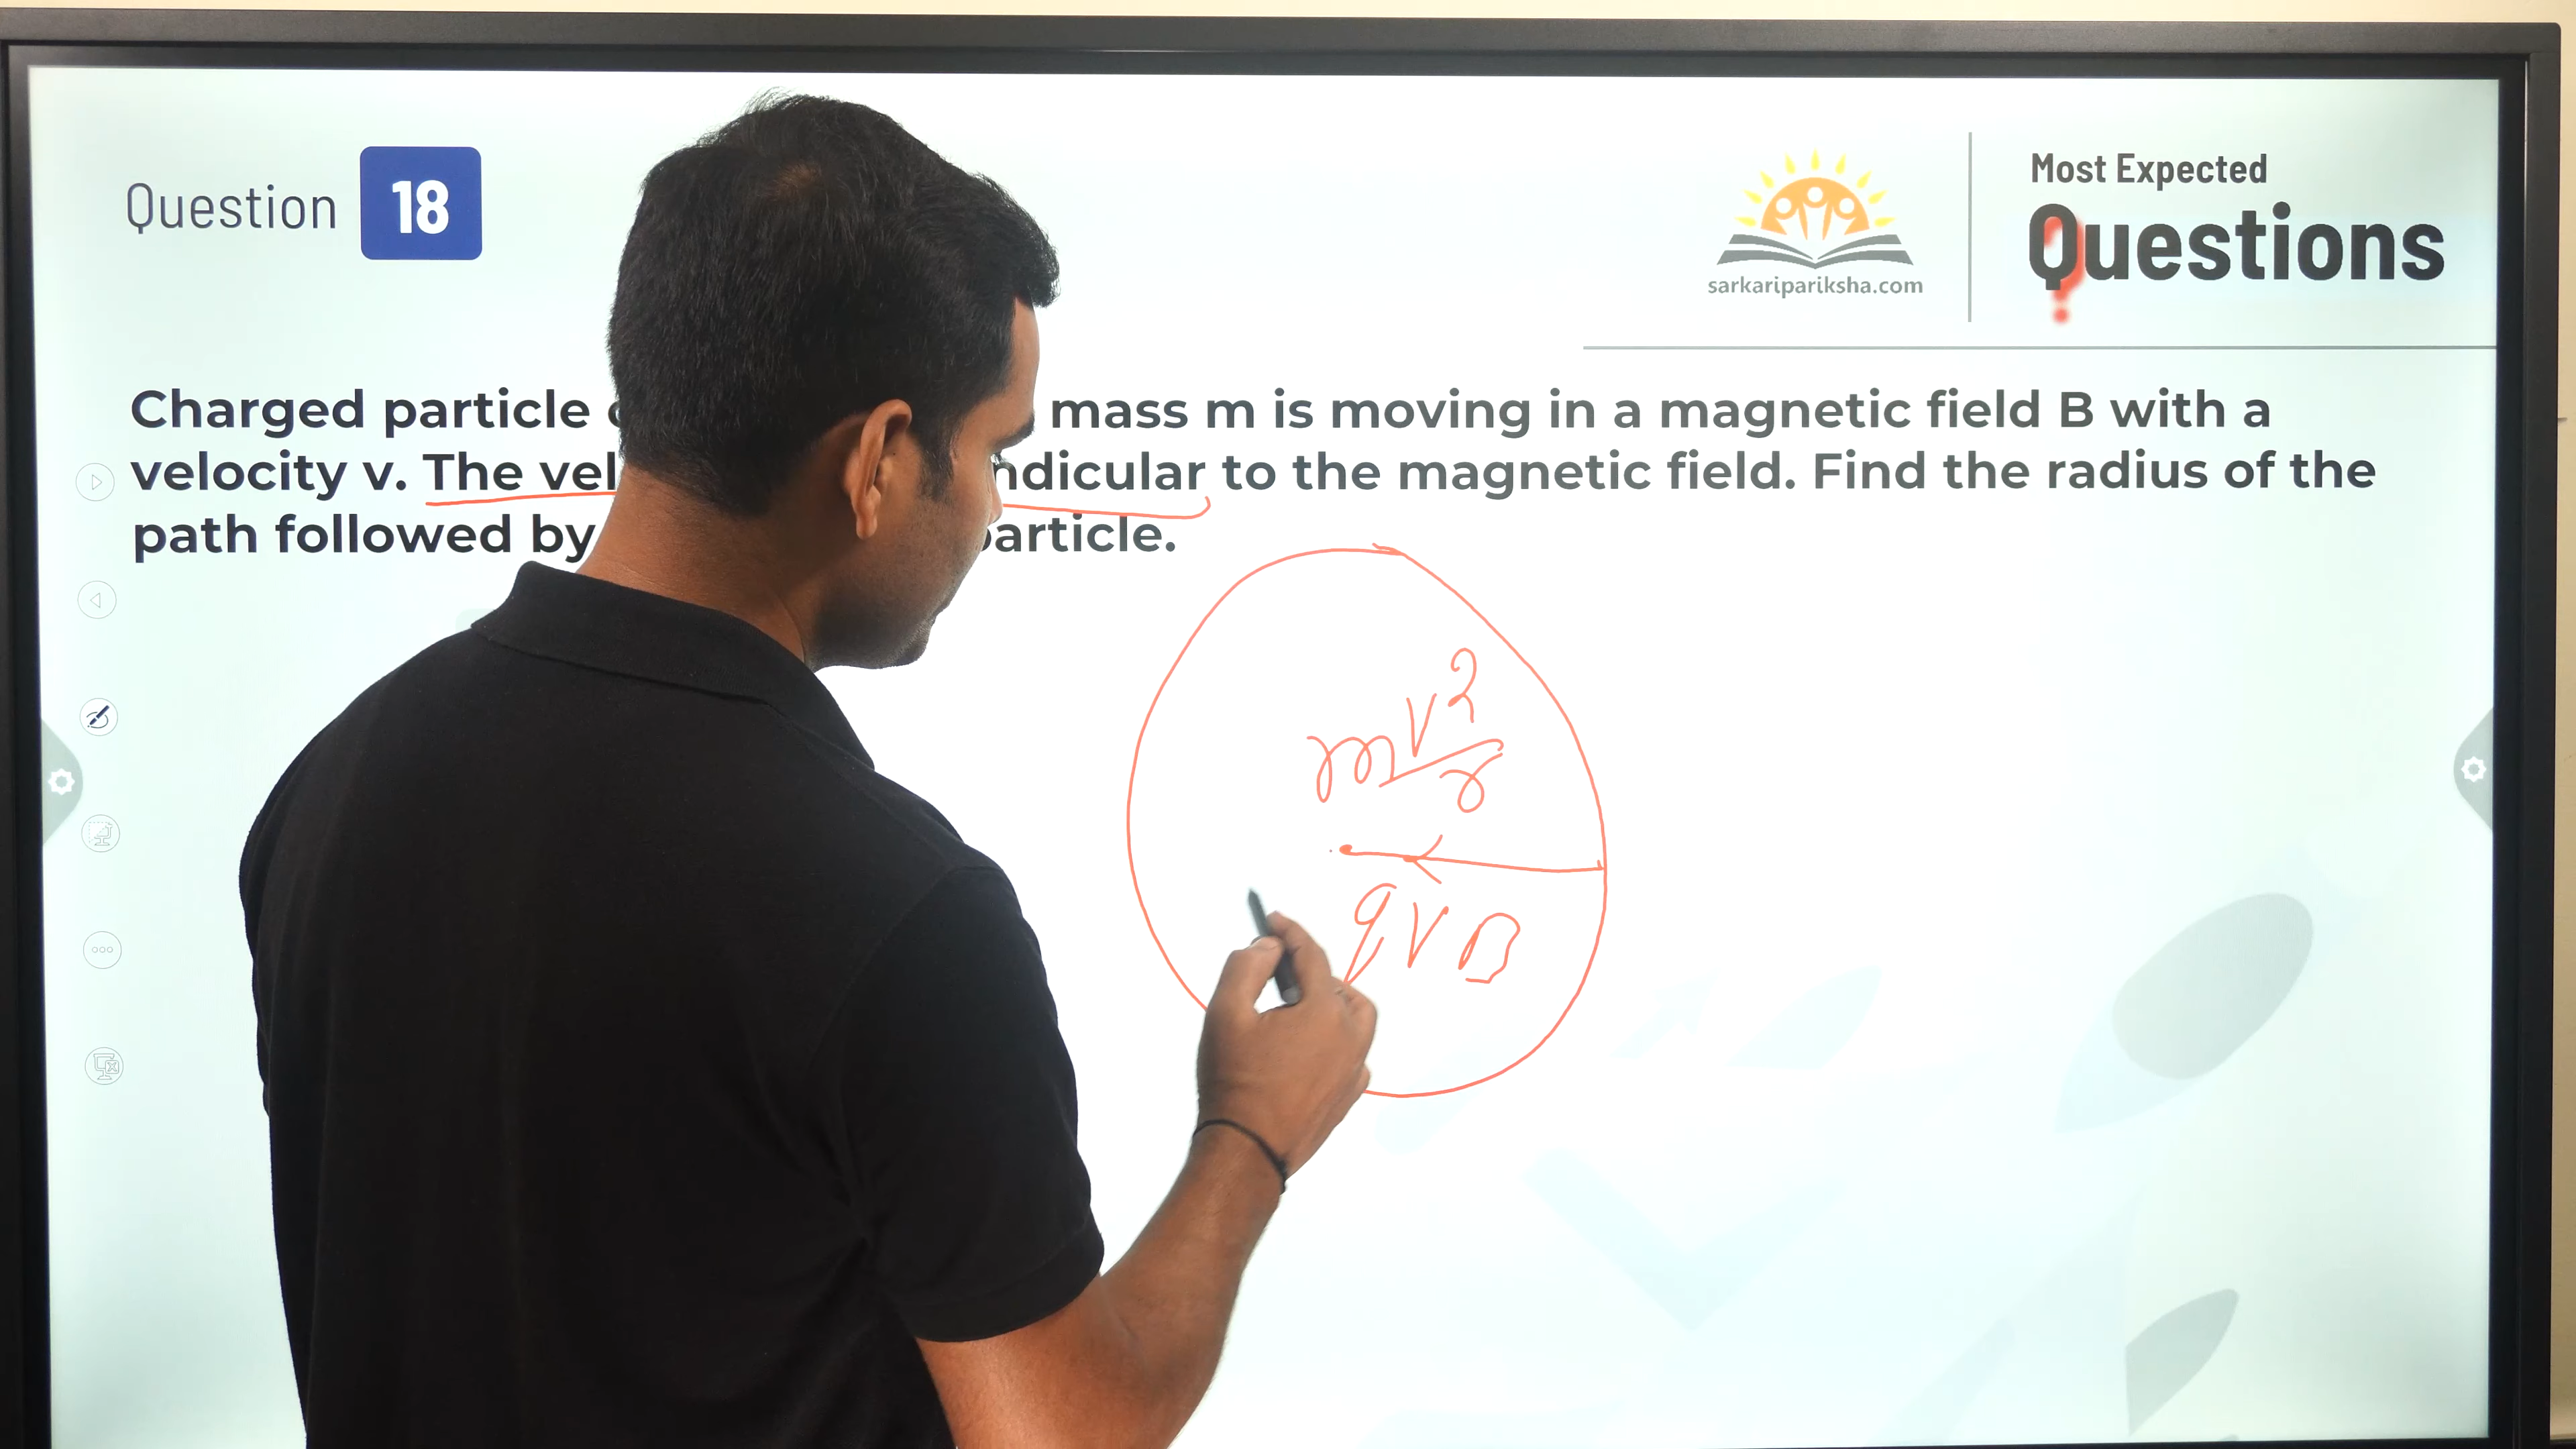 Question 18
sarkaripariksha.com
Most Expected
Questions
Charged particle mass m is moving in a magnetic field B with a
velocity v. The vel ndicular to the magnetic field. Find the radius of the
path followed by article.
mv²/r
qvB